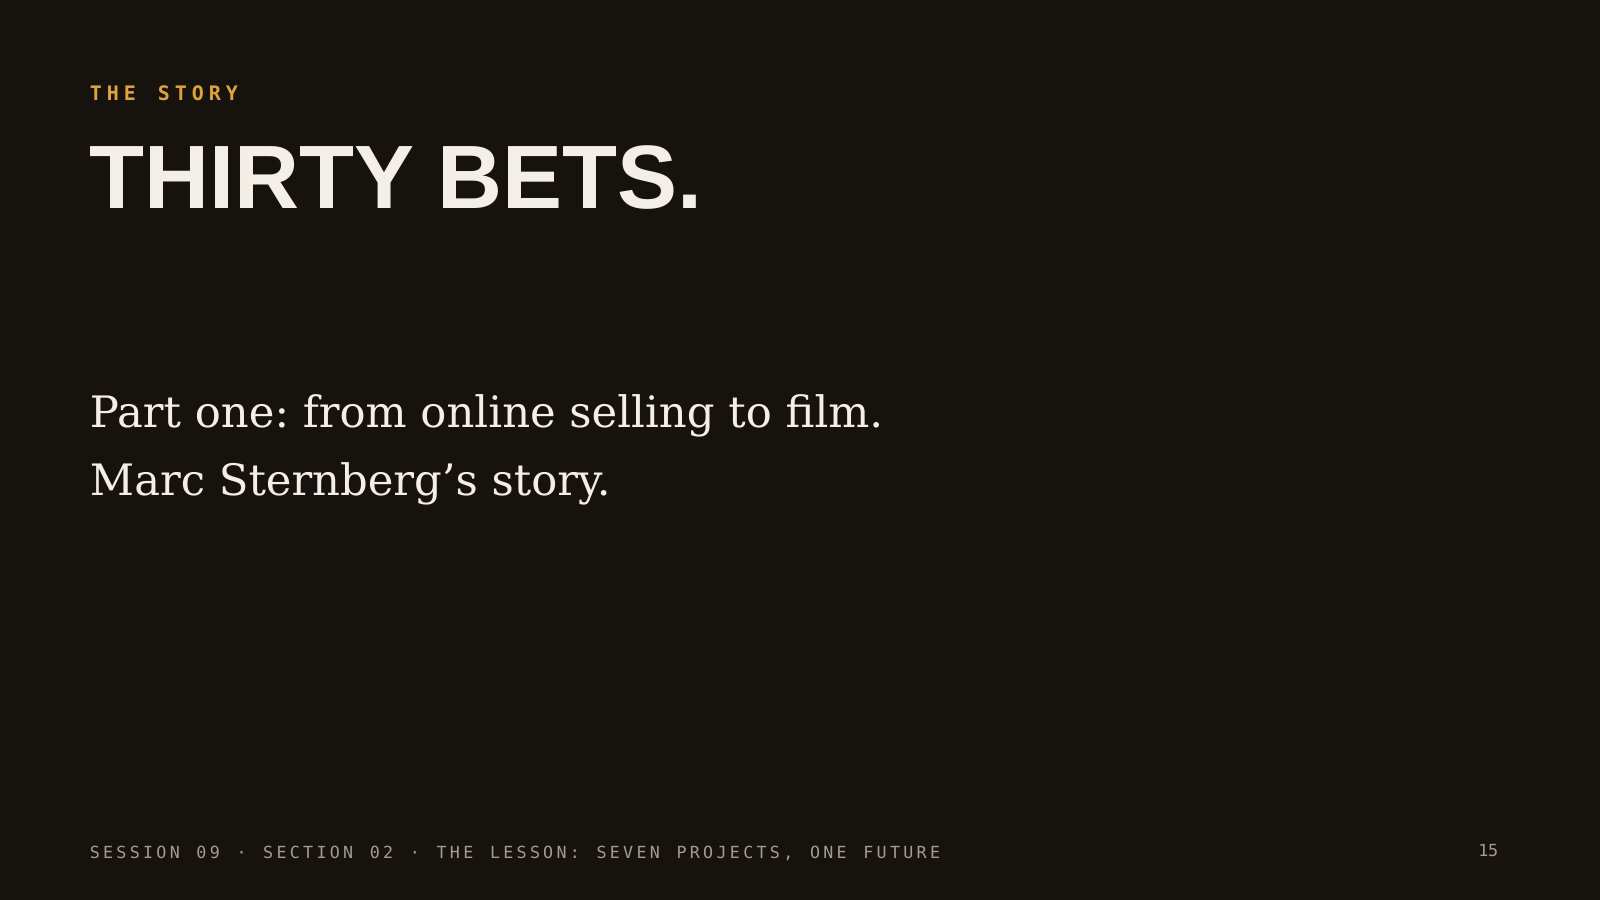 THE STORY
THIRTY BETS.
Part one: from online selling to film.
Marc Sternberg’s story.
SESSION 09 · SECTION 02 · THE LESSON: SEVEN PROJECTS, ONE FUTURE
15